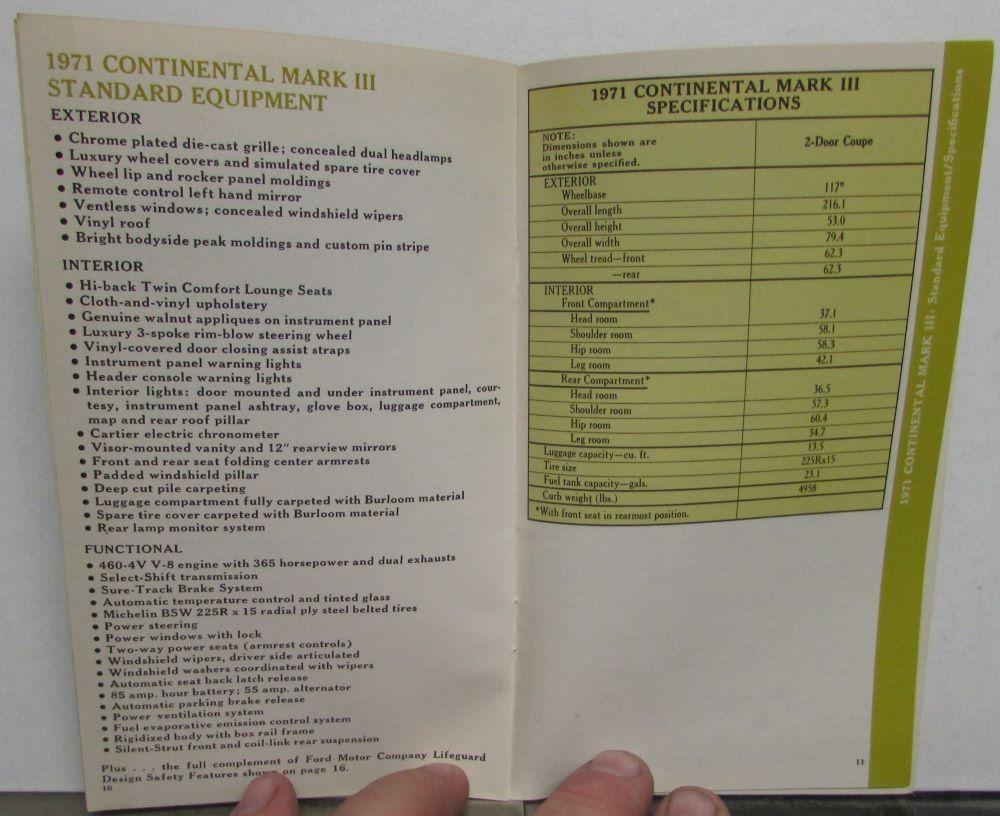 1971 CONTINENTAL MARK III
STANDARD EQUIPMENT
EXTERIOR
• Chrome plated die-cast grille; concealed dual headlamps
• Luxury wheel covers and simulated spare tire cover
• Wheel lip and rocker panel moldings
• Remote control left hand mirror
• Ventless windows; concealed windshield wipers
• Vinyl roof
• Bright bodyside peak moldings and custom pin stripe
INTERIOR
• Hi-back Twin Comfort Lounge Seats
• Cloth-and-vinyl upholstery
• Genuine walnut appliques on instrument panel
• Luxury 3-spoke rim-blow steering wheel
• Vinyl-covered door closing assist straps
• Instrument panel warning lights
• Header console warning lights
• Interior lights: door mounted and under instrument panel, cour-
tesy, instrument panel ashtray, glove box, luggage compartment,
map and rear roof pillar
• Cartier electric chronometer
• Visor-mounted vanity and 12" rearview mirrors
• Front and rear seat folding center armrests
• Padded windshield pillar
• Deep cut pile carpeting
• Luggage compartment fully carpeted with Burloom material
• Spare tire cover carpeted with Burloom material
• Rear lamp monitor system
FUNCTIONAL
• 460-4V V-8 engine with 365 horsepower and dual exhausts
• Select-Shift transmission
• Sure-Track Brake System
• Automatic temperature control and tinted glass
• Michelin BSW 225R x 15 radial ply steel belted tires
• Power steering
• Power windows with lock
• Two-way power seats (armrest controls)
• Windshield wipers, driver side articulated
• Windshield washers coordinated with wipers
• Automatic seat back latch release
• 85 amp. hour battery; 55 amp. alternator
• Automatic parking brake release
• Power ventilation system
• Fuel evaporative emission control system
• Rigidized body with box rail frame
• Silent-Strut front and coil-link rear suspension
Plus . . . the full complement of Ford Motor Company Lifeguard
Design Safety Features shown on page 16.
10
1971 CONTINENTAL MARK III
SPECIFICATIONS
NOTE:
Dimensions shown are
in inches unless
otherwise specified.
2-Door Coupe
EXTERIOR
Wheelbase 117"
Overall length 216.1
Overall height 53.0
Overall width 79.4
Wheel tread—front 62.3
—rear 62.3
INTERIOR
Front Compartment*
Head room 37.1
Shoulder room 58.1
Hip room 58.3
Leg room 42.1
Rear Compartment*
Head room 36.5
Shoulder room 57.3
Hip room 60.4
Leg room 34.7
Luggage capacity—cu. ft. 13.5
Tire size 225Rx15
Fuel tank capacity—gals. 23.1
Curb weight (lbs.) 4958
*With front seat in rearmost position.
11
1971 CONTINENTAL MARK III: Standard Equipment/Specifications